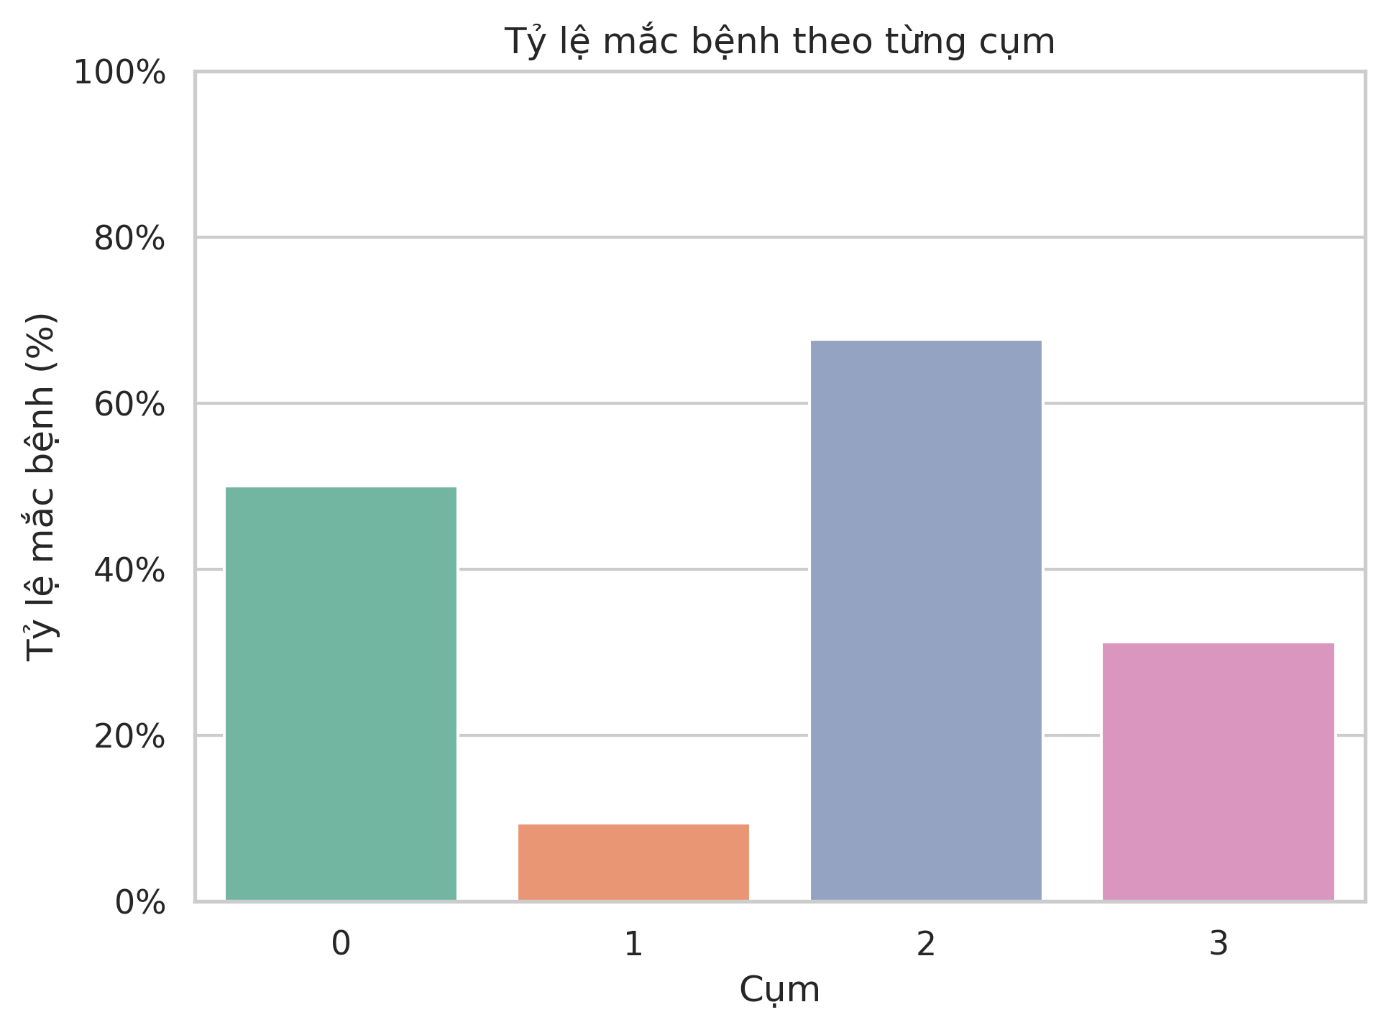 Tỷ lệ mắc bệnh theo từng cụm
100%
80%
60%
40%
20%
0%
Tỷ lệ mắc bệnh (%)
0 1 2 3
Cụm